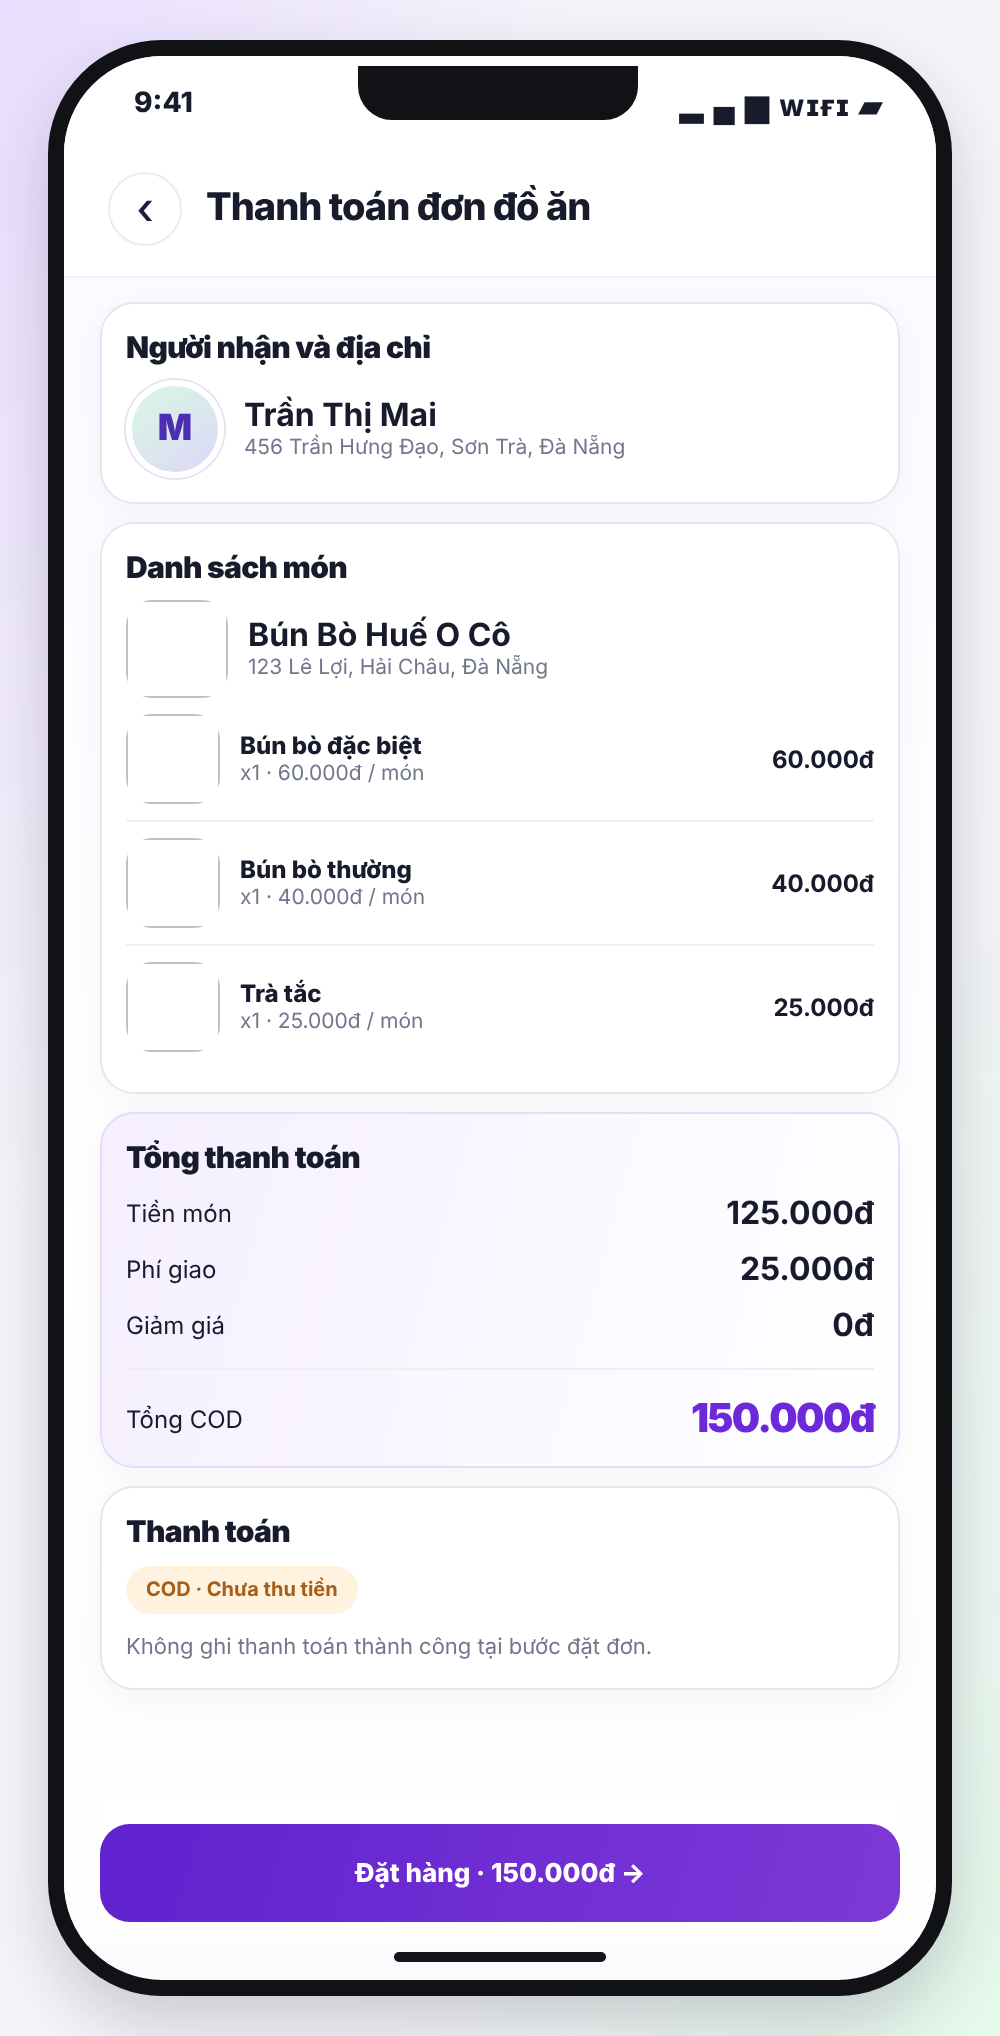 9:41
WIFI
‹
Thanh toán đơn đồ ăn
Người nhận và địa chỉ
M
Trần Thị Mai
456 Trần Hưng Đạo, Sơn Trà, Đà Nẵng
Danh sách món
Bún Bò Huế O Cô
123 Lê Lợi, Hải Châu, Đà Nẵng
Bún bò đặc biệt
x1 · 60.000đ / món
60.000đ
Bún bò thường
x1 · 40.000đ / món
40.000đ
Trà tắc
x1 · 25.000đ / món
25.000đ
Tổng thanh toán
Tiền món 125.000đ
Phí giao 25.000đ
Giảm giá 0đ
Tổng COD 150.000đ
Thanh toán
COD · Chưa thu tiền
Không ghi thanh toán thành công tại bước đặt đơn.
Đặt hàng · 150.000đ →